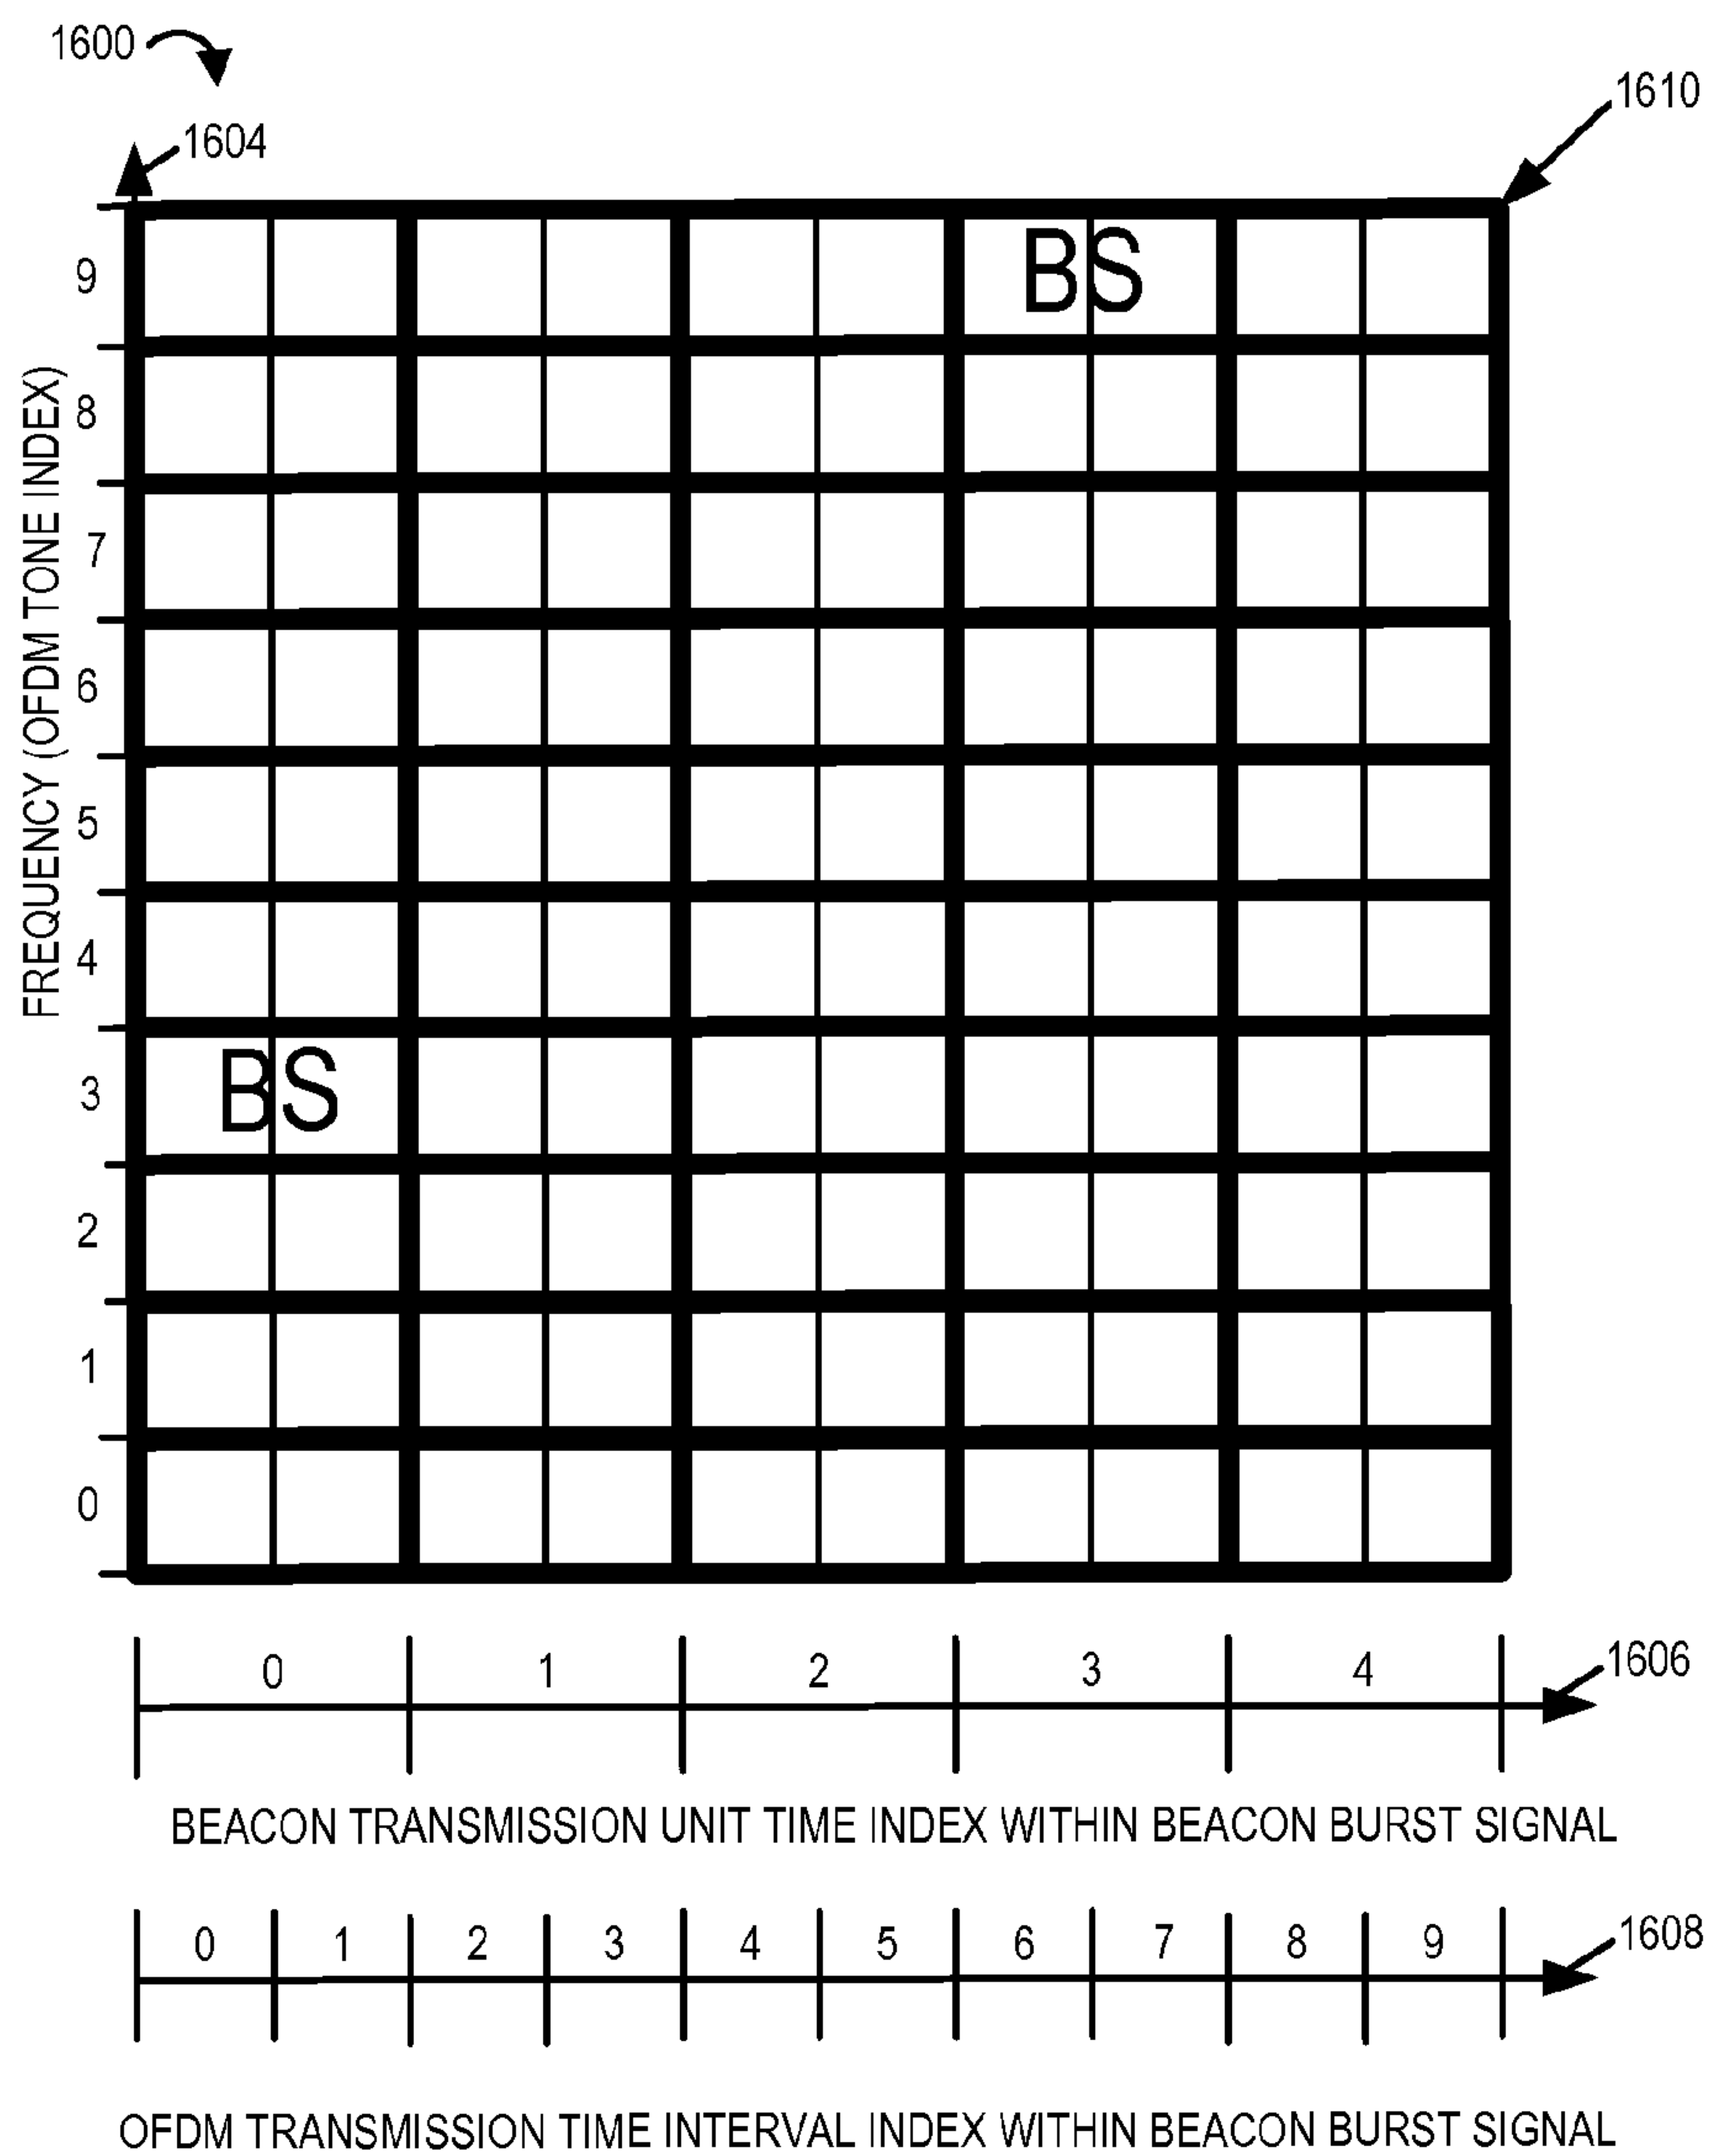 1600
1610
1604
FREQUENCY (OFDM TONE INDEX)
9 BS
8
7
6
5
4
3 BS
2
1
0
0 1 2 3 4 1606
BEACON TRANSMISSION UNIT TIME INDEX WITHIN BEACON BURST SIGNAL
0 1 2 3 4 5 6 7 8 9 1608
OFDM TRANSMISSION TIME INTERVAL INDEX WITHIN BEACON BURST SIGNAL